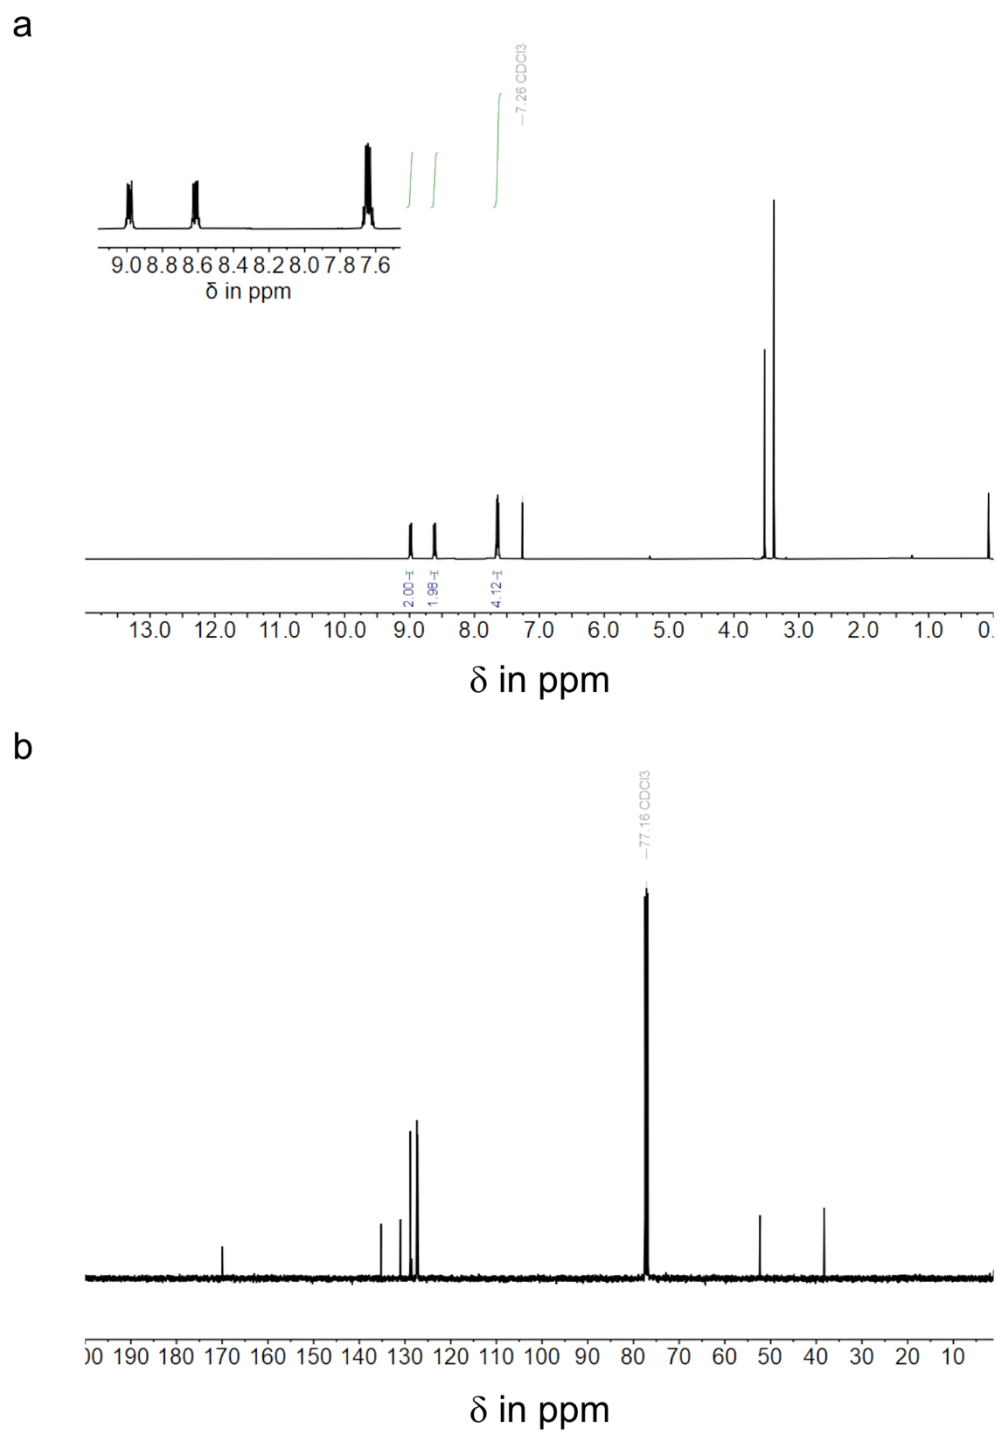 a
—7.26 CDCl3
9.0 8.8 8.6 8.4 8.2 8.0 7.8 7.6
δ in ppm
2.00
1.98
4.12
13.0 12.0 11.0 10.0 9.0 8.0 7.0 6.0 5.0 4.0 3.0 2.0 1.0 0.
δ in ppm
b
—77.16 CDCl3
00 190 180 160 150 140 130 120 110 100 90 80 70 60 50 40 30 20 10
δ in ppm